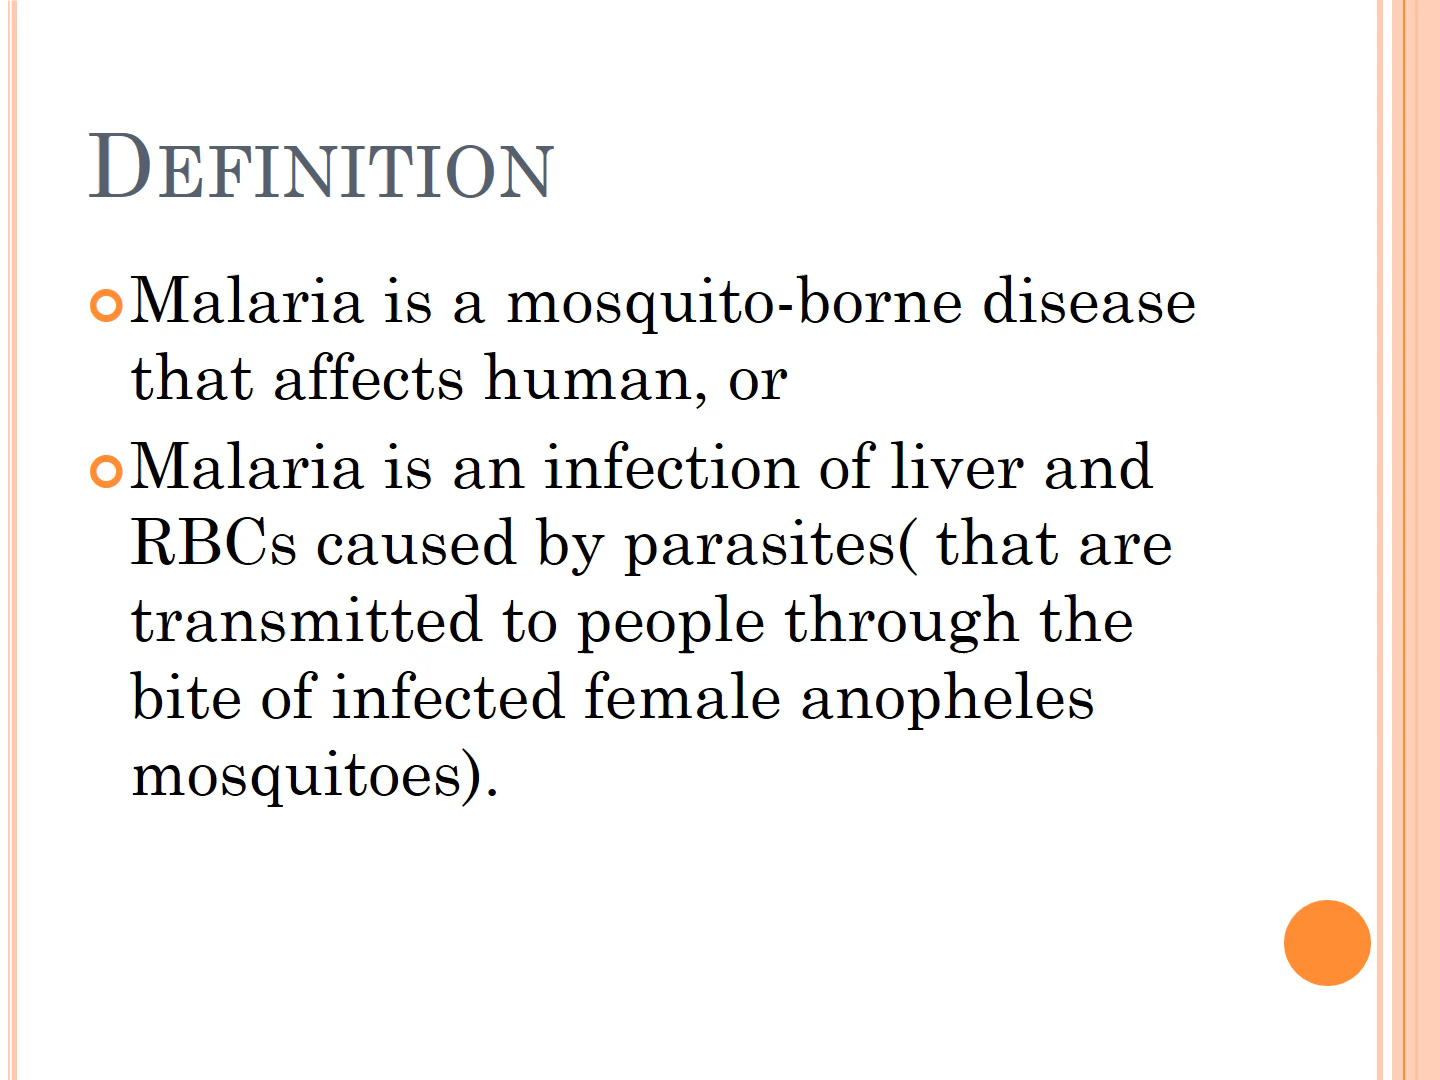 DEFINITION
Malaria is a mosquito-borne disease
that affects human, or
Malaria is an infection of liver and
RBCs caused by parasites( that are
transmitted to people through the
bite of infected female anopheles
mosquitoes).